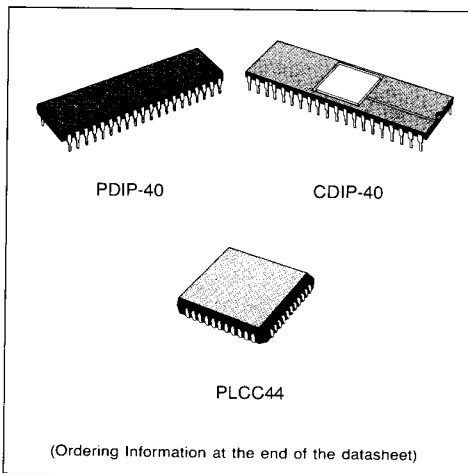 PDIP-40
CDIP-40
PLCC44
(Ordering Information at the end of the datasheet)